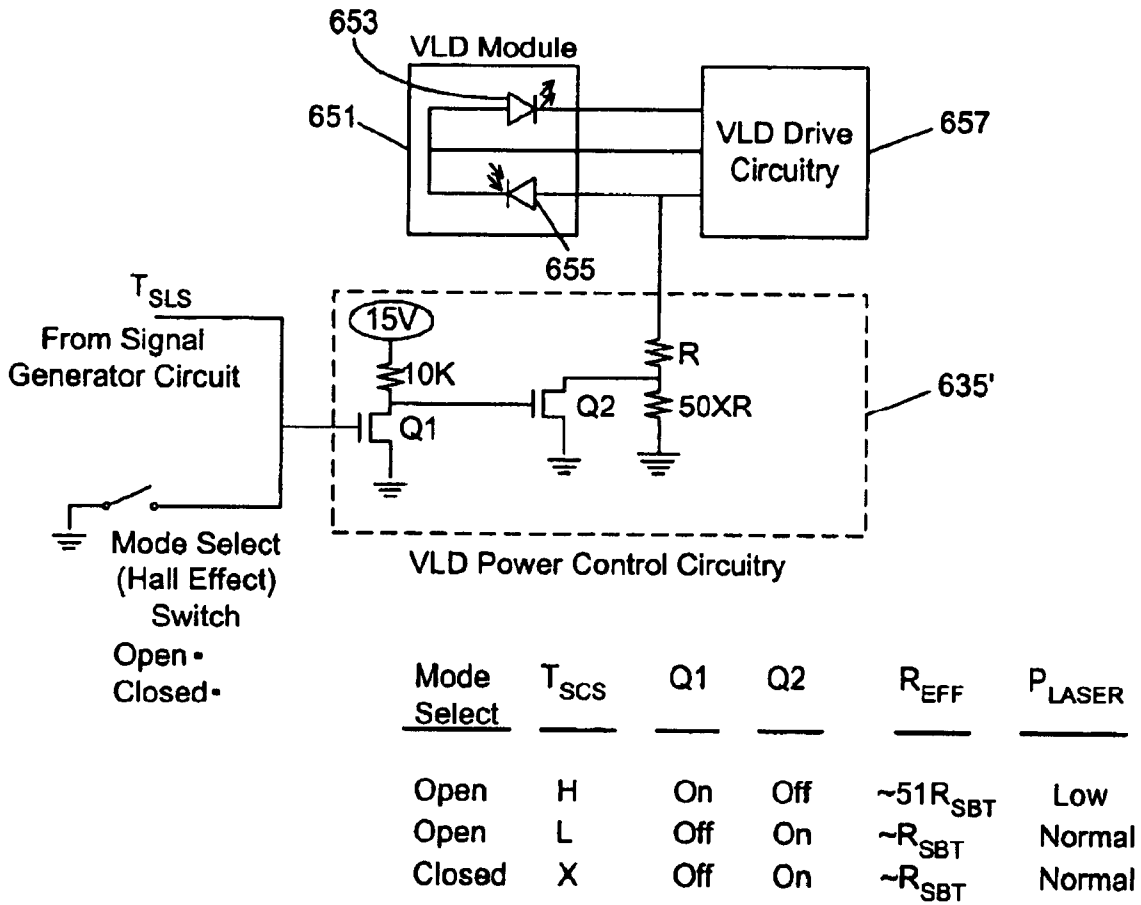 653
VLD Module
651
VLD Drive
Circuitry
657
655
T_SLS
From Signal
Generator Circuit
15V
10K
R
Q1
Q2
50XR
635'
Mode Select
(Hall Effect)
Switch
Open -
Closed -
VLD Power Control Circuitry
Mode Select T_SCS Q1 Q2 R_EFF P_LASER
Open H On Off ~51R_SBT Low
Open L Off On ~R_SBT Normal
Closed X Off On ~R_SBT Normal